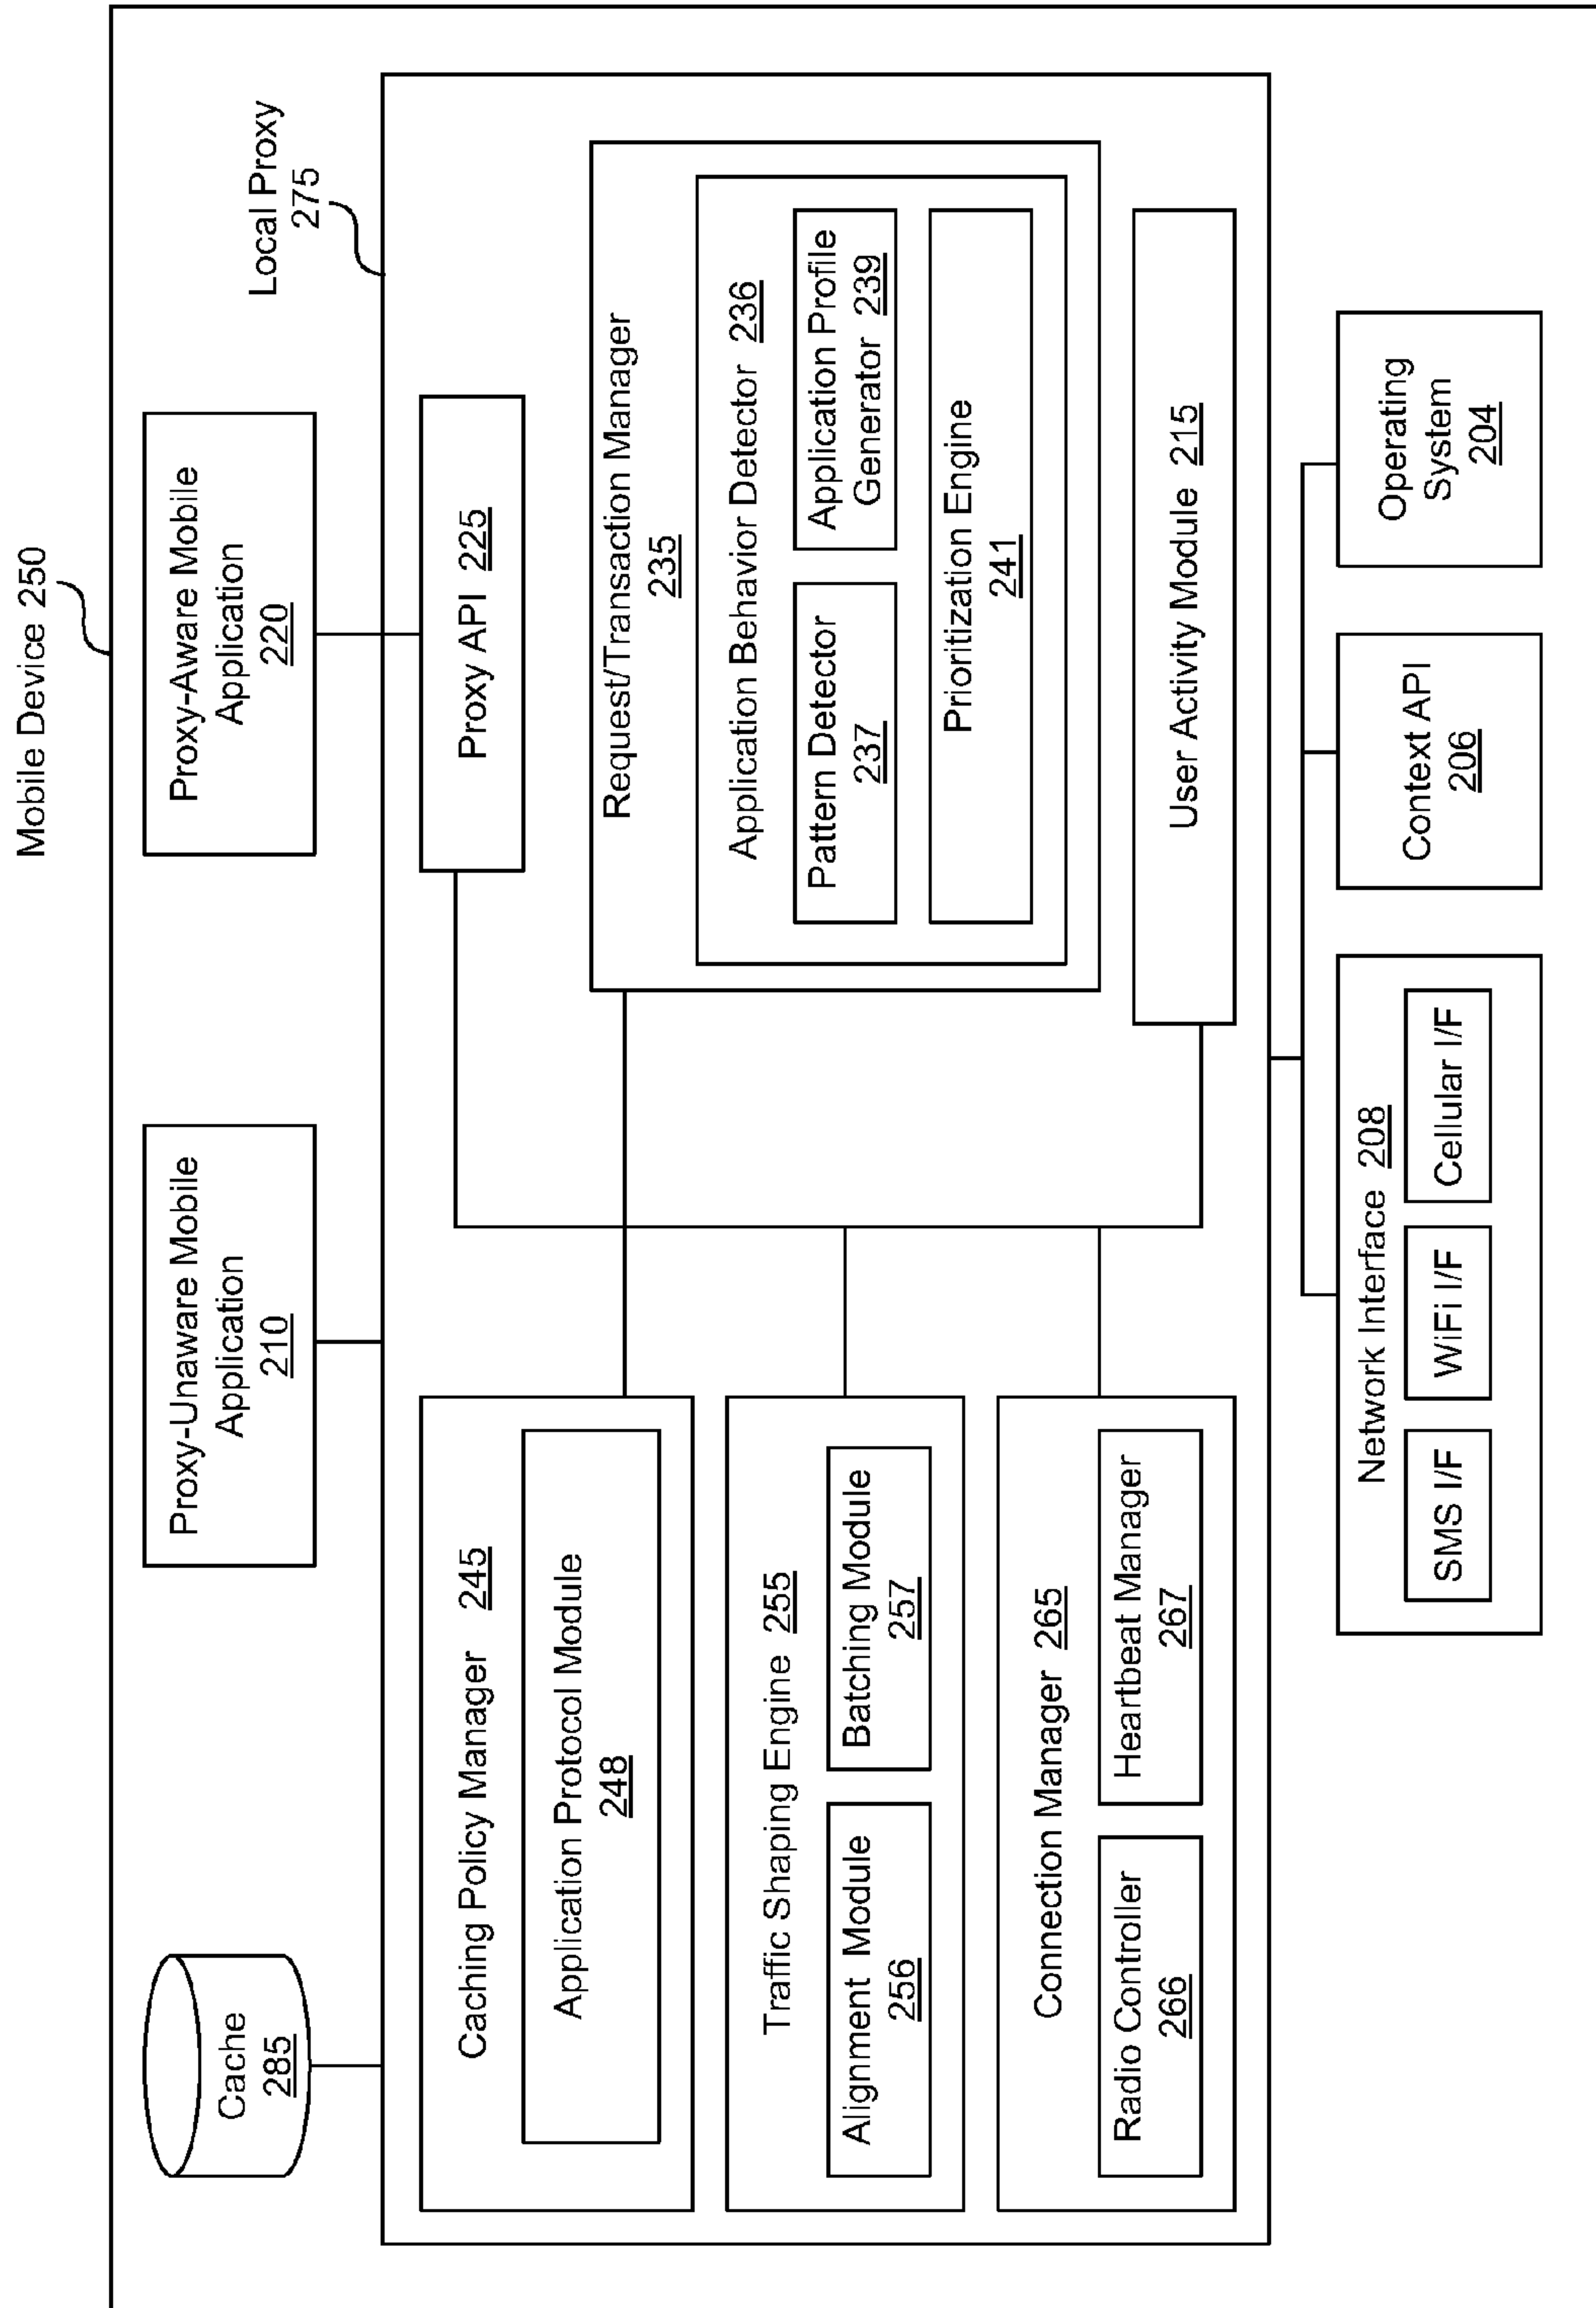 Mobile Device 250
Cache
285
Proxy-Unaware Mobile
Application
210
Proxy-Aware Mobile
Application
220
Local Proxy
275
Caching Policy Manager 245
Application Protocol Module
248
Traffic Shaping Engine 255
Alignment Module
256
Batching Module
257
Connection Manager 265
Radio Controller
266
Heartbeat Manager
267
Proxy API 225
Request/Transaction Manager
235
Application Behavior Detector 236
Pattern Detector
237
Application Profile
Generator 239
Prioritization Engine
241
User Activity Module 215
Network Interface 208
SMS I/F
WiFi I/F
Cellular I/F
Context API
206
Operating
System
204